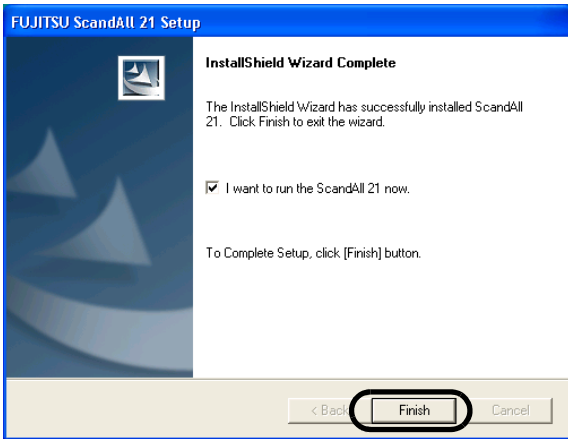 FUJITSU ScandAll 21 Setup
InstallShield Wizard Complete
The InstallShield Wizard has successfully installed ScandAll
21. Click Finish to exit the wizard.
I want to run the ScandAll 21 now.
To Complete Setup, click [Finish] button.
< Back Finish Cancel